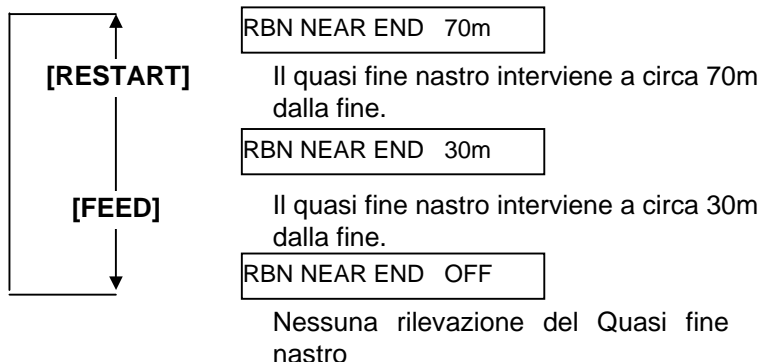 RBN NEAR END 70m
[RESTART]
Il quasi fine nastro interviene a circa 70m
dalla fine.
RBN NEAR END 30m
[FEED]
Il quasi fine nastro interviene a circa 30m
dalla fine.
RBN NEAR END OFF
Nessuna rilevazione del Quasi fine
nastro